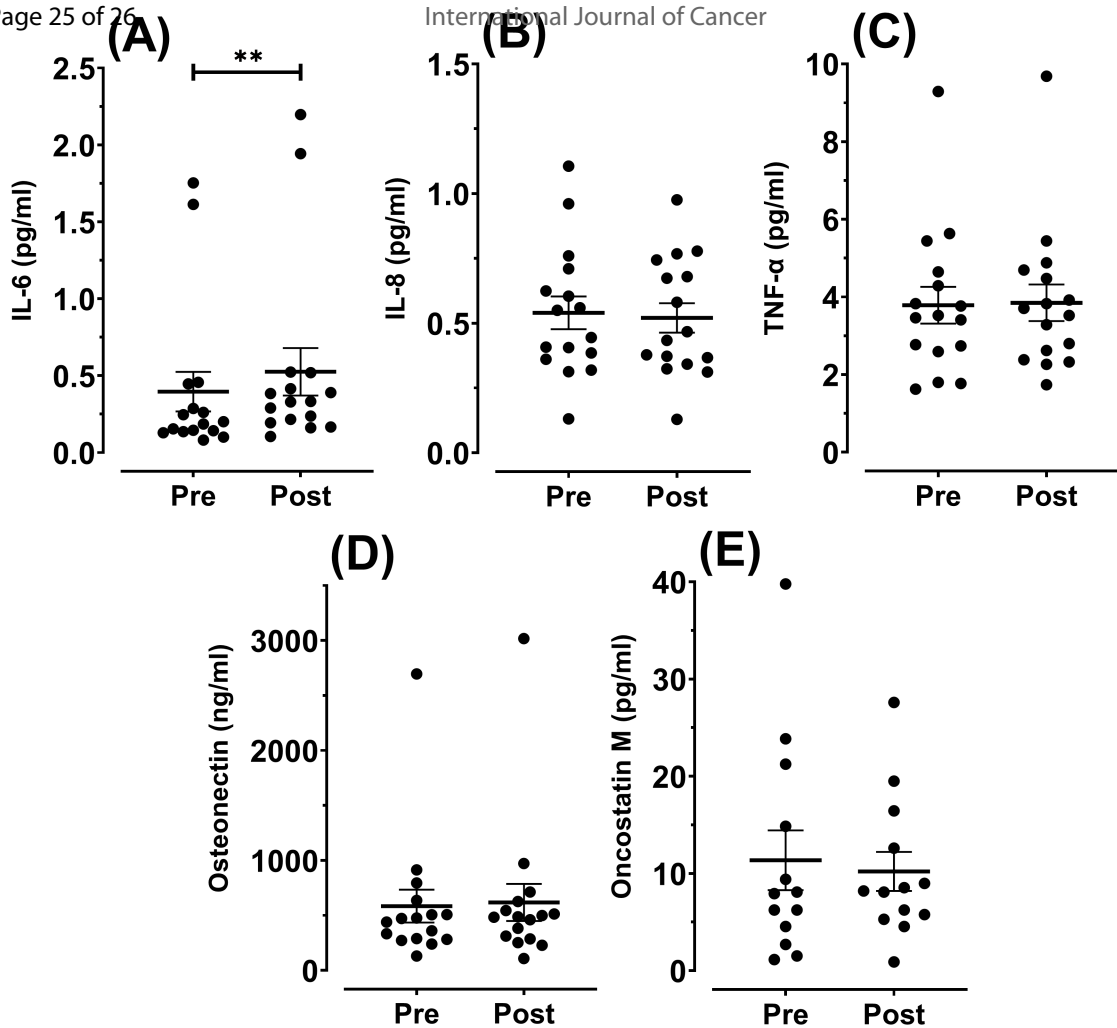 Page 25 of 26
International Journal of Cancer
(A)
**
2.5
2.0
1.5
1.0
0.5
0.0
IL-6 (pg/ml)
Pre
Post
(B)
1.5
1.0
0.5
0.0
IL-8 (pg/ml)
Pre
Post
(C)
10
8
6
4
2
0
TNF-α (pg/ml)
Pre
Post
(D)
3000
2000
1000
0
Osteonectin (ng/ml)
Pre
Post
(E)
40
30
20
10
0
Oncostatin M (pg/ml)
Pre
Post